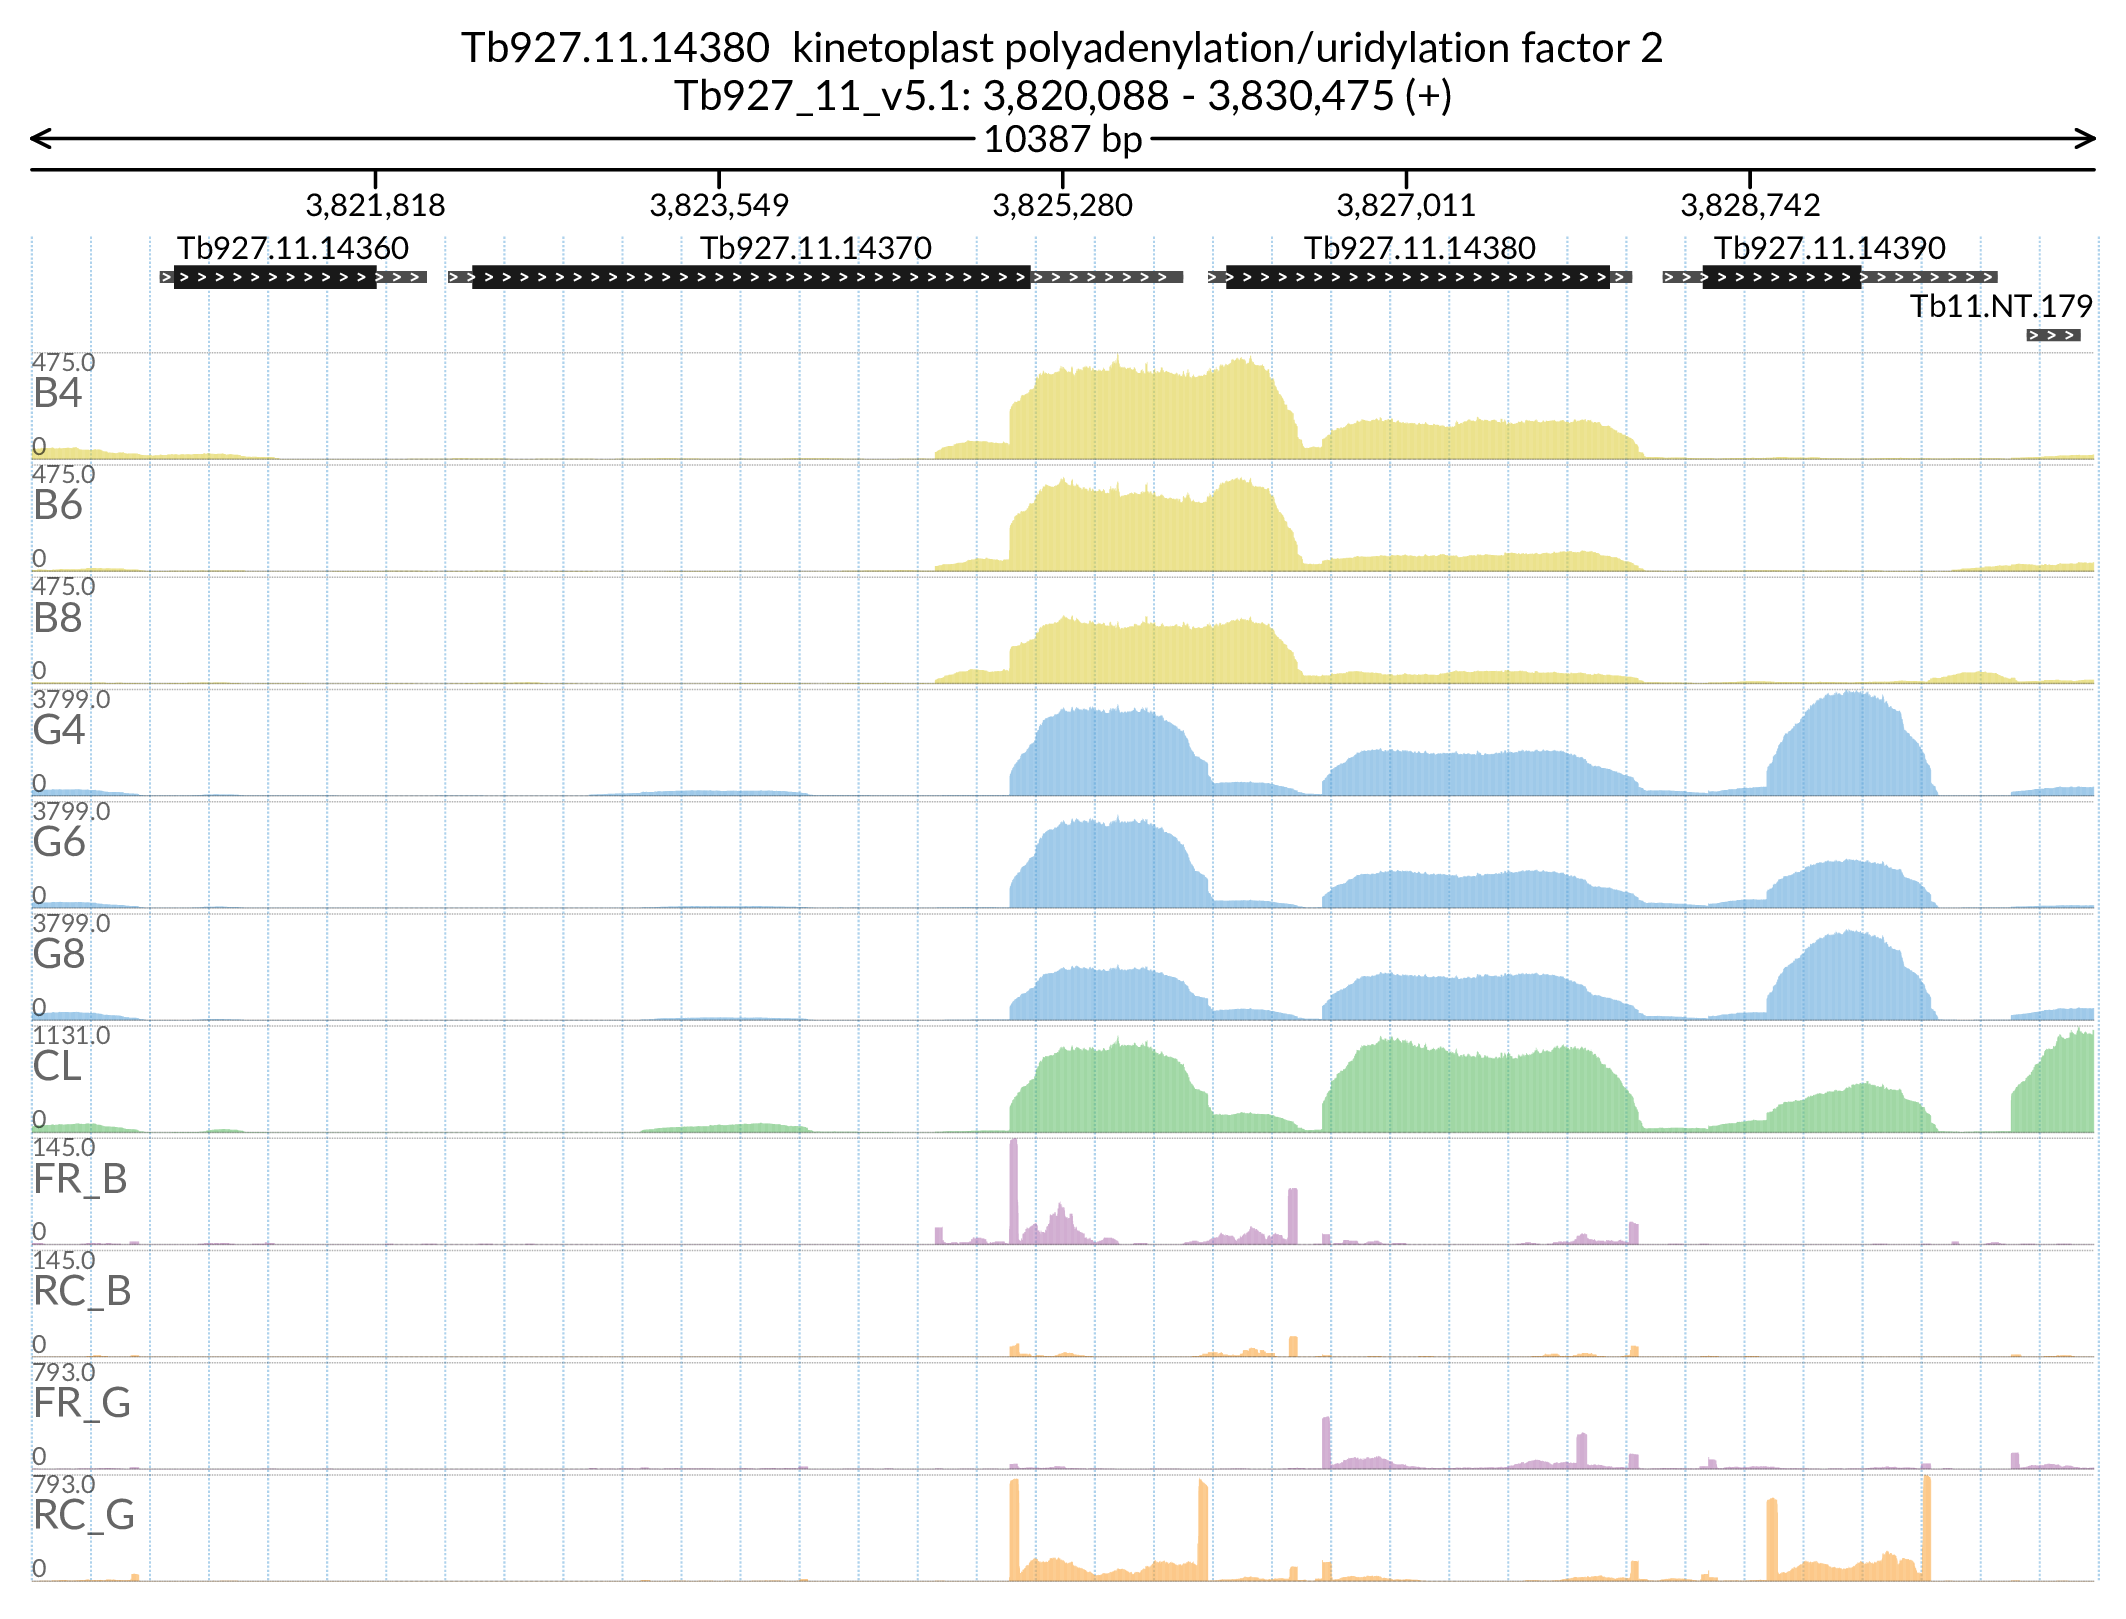 Tb927.11.14380 kinetoplast polyadenylation/uridylation factor 2
Tb927_11_v5.1: 3,820,088 - 3,830,475 (+)
10387 bp
3,821,818 3,823,549 3,825,280 3,827,011 3,828,742
Tb927.11.14360 Tb927.11.14370 Tb927.11.14380 Tb927.11.14390
Tb11.NT.179
475.0
B4
0
475.0
B6
0
475.0
B8
0
3799.0
G4
0
3799.0
G6
0
3799.0
G8
0
1131.0
CL
0
145.0
FR_B
0
145.0
RC_B
0
793.0
FR_G
0
793.0
RC_G
0